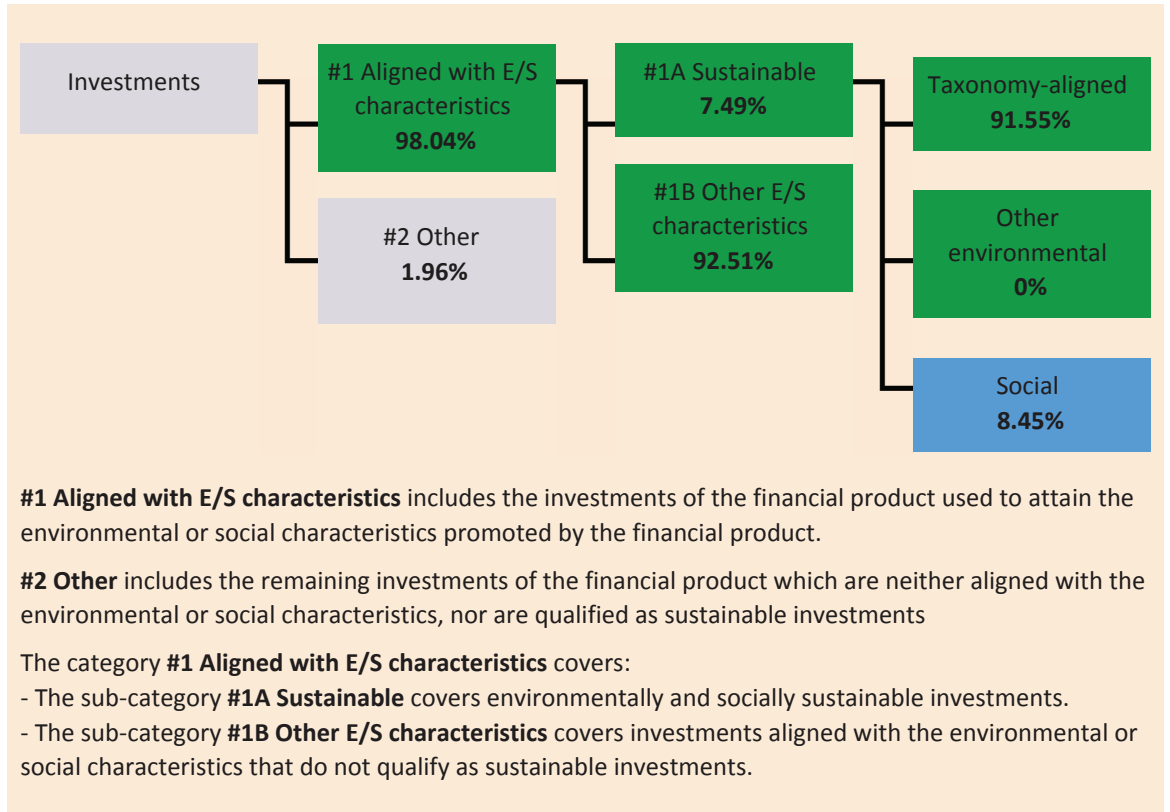 Investments
#1 Aligned with E/S
characteristics
98.04%
#2 Other
1.96%
#1A Sustainable
7.49%
#1B Other E/S
characteristics
92.51%
Taxonomy-aligned
91.55%
Other
environmental
0%
Social
8.45%
#1 Aligned with E/S characteristics includes the investments of the financial product used to attain the
environmental or social characteristics promoted by the financial product.
#2 Other includes the remaining investments of the financial product which are neither aligned with the
environmental or social characteristics, nor are qualified as sustainable investments
The category #1 Aligned with E/S characteristics covers:
- The sub-category #1A Sustainable covers environmentally and socially sustainable investments.
- The sub-category #1B Other E/S characteristics covers investments aligned with the environmental or
social characteristics that do not qualify as sustainable investments.